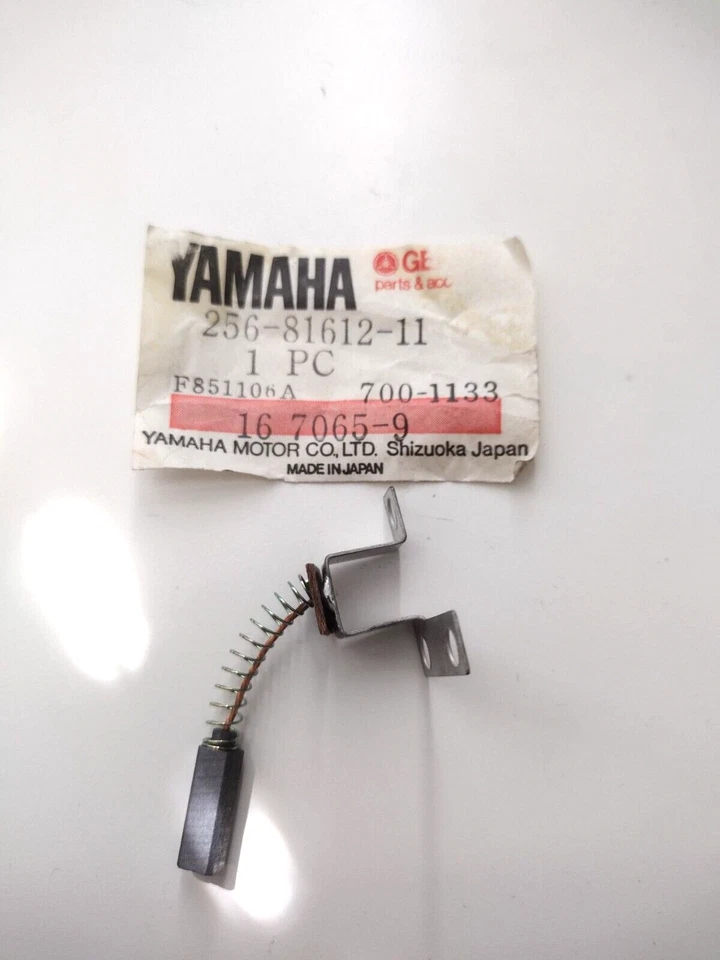 YAMAHA
parts &
256-81612-11
1 PC
F851106A 700-1133
16 7065-9
YAMAHA MOTOR CO., LTD. Shizuoka Japan
MADE IN JAPAN